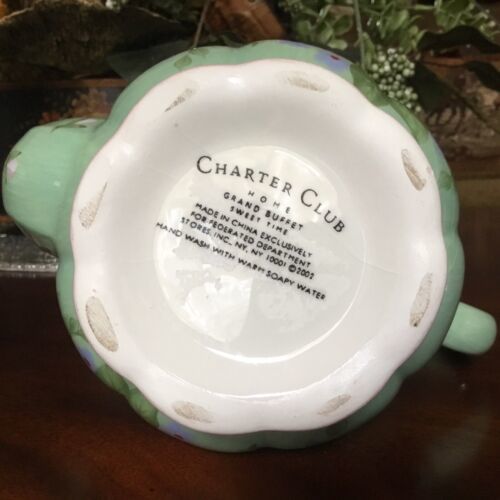 CHARTER CLUB
HOME
GRAND BUFFET
SWEET TIME
MADE IN CHINA EXCLUSIVELY
FOR FEDERATED DEPARTMENT
STORES, INC., NY, NY 10001 ©2002
HAND WASH WITH WARM SOAPY WATER